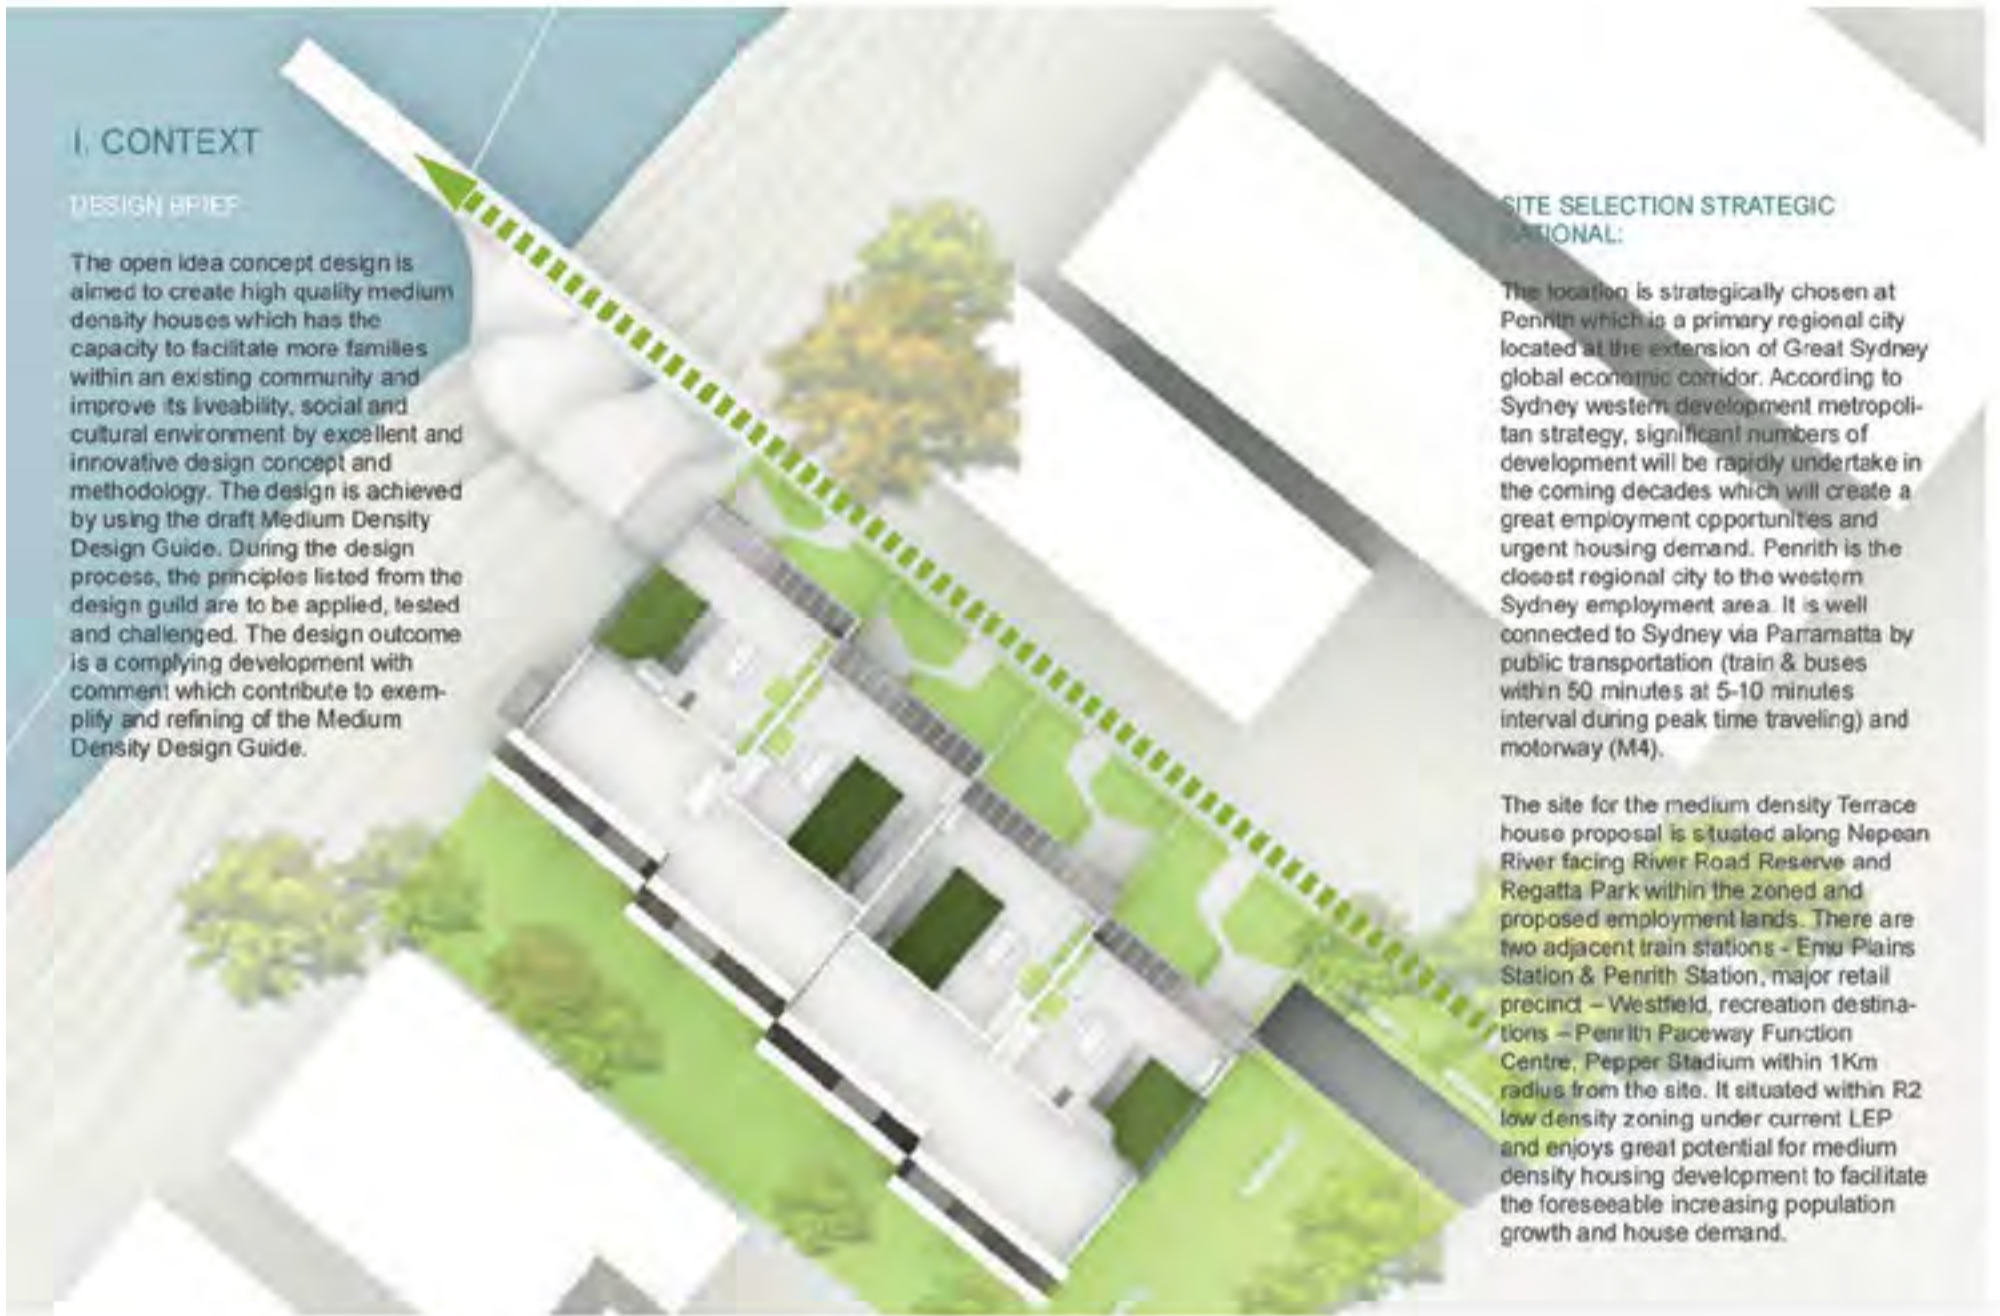 I. CONTEXT
DESIGN BRIEF
The open idea concept design is
aimed to create high quality medium
density houses which has the
capacity to facilitate more families
within an existing community and
improve its liveability, social and
cultural environment by excellent and
innovative design concept and
methodology. The design is achieved
by using the draft Medium Density
Design Guide. During the design
process, the principles listed from the
design guild are to be applied, tested
and challenged. The design outcome
is a complying development with
comment which contribute to exem-
plify and refining of the Medium
Density Design Guide.
SITE SELECTION STRATEGIC
RATIONAL:
The location is strategically chosen at
Penrith which is a primary regional city
located at the extension of Great Sydney
global economic corridor. According to
Sydney western development metropoli-
tan strategy, significant numbers of
development will be rapidly undertake in
the coming decades which will create a
great employment opportunities and
urgent housing demand. Penrith is the
closest regional city to the western
Sydney employment area. It is well
connected to Sydney via Parramatta by
public transportation (train & buses
within 50 minutes at 5-10 minutes
interval during peak time traveling) and
motorway (M4).
The site for the medium density Terrace
house proposal is situated along Nepean
River facing River Road Reserve and
Regatta Park within the zoned and
proposed employment lands. There are
two adjacent train stations - Emu Plains
Station & Penrith Station, major retail
precinct – Westfield, recreation destina-
tions – Penrith Paceway Function
Centre, Pepper Stadium within 1Km
radius from the site. It situated within R2
low density zoning under current LEP
and enjoys great potential for medium
density housing development to facilitate
the foreseeable increasing population
growth and house demand.